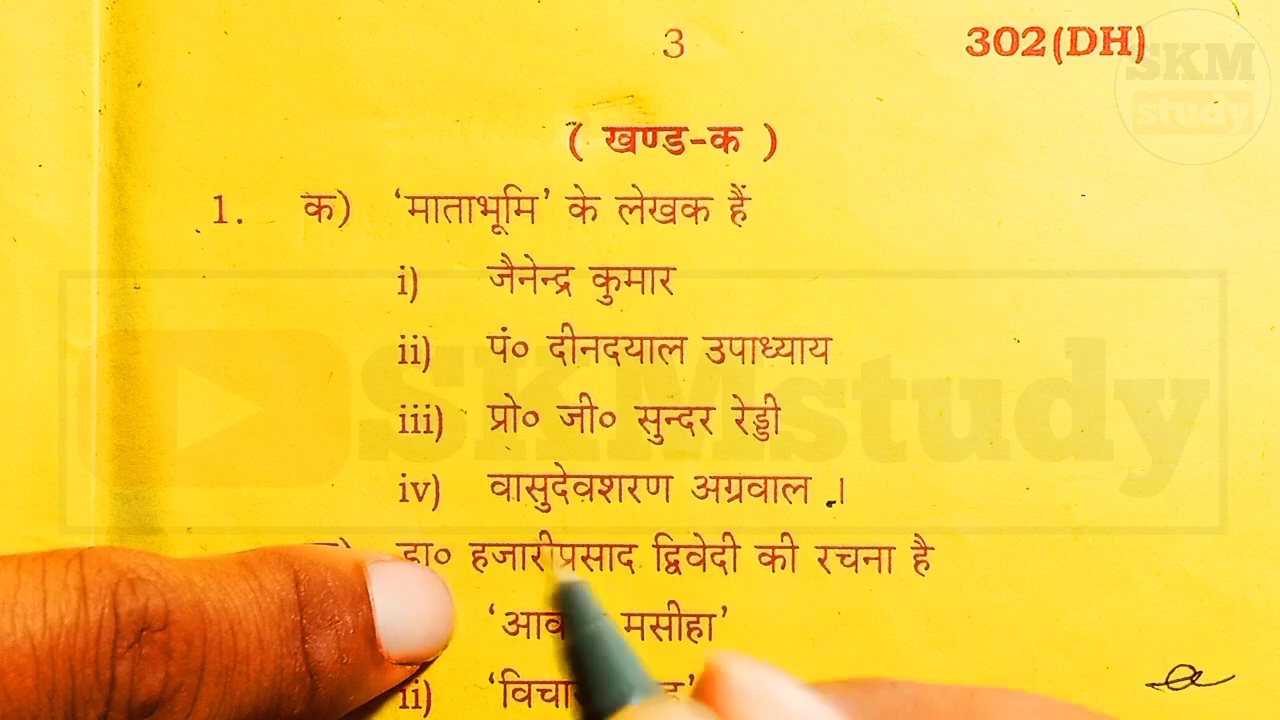 3 302(DH)
SKM
study
( खण्ड-क )
1. क) 'माताभूमि' के लेखक हैं
i) जैनेन्द्र कुमार
ii) पं० दीनदयाल उपाध्याय
iii) प्रो० जी० सुन्दर रेड्डी
SKMstudy
iv) वासुदेवशरण अग्रवाल ।
हजारीप्रसाद द्विवेदी की रचना है
मसीहा'
ii)